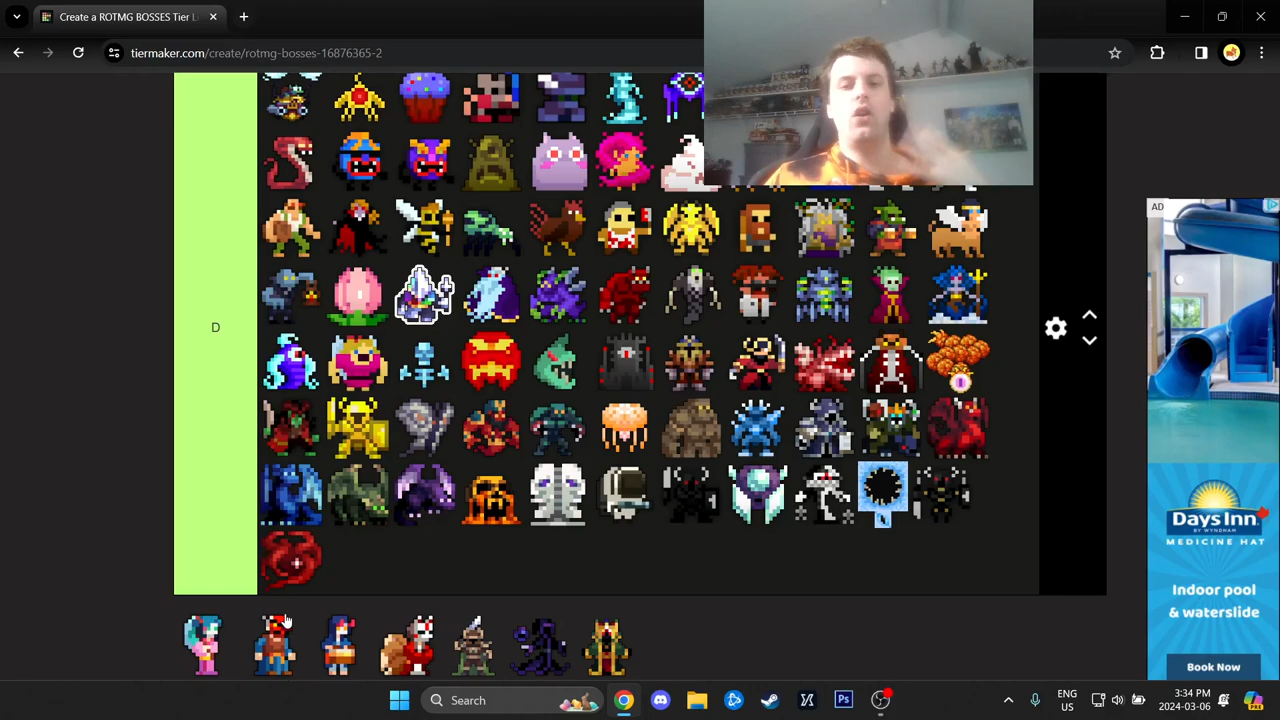 Create a ROTMG BOSSES Tier Li
tiermaker.com/create/rotmg-bosses-16876365-2
AD
D
Days Inn
BY WYNDHAM
MEDICINE HAT
Indoor pool
& waterslide
Book Now
Search
ENG
US
3:34 PM
2024-03-06